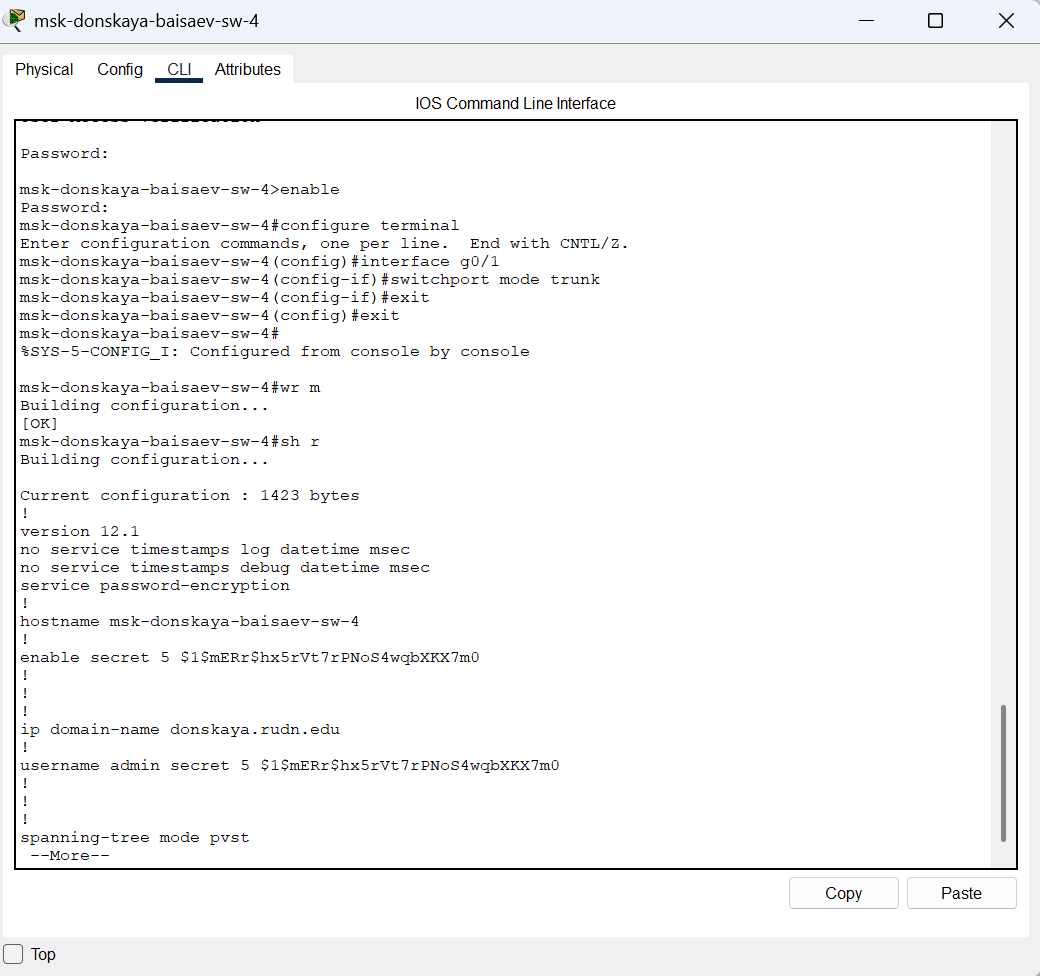 msk-donskaya-baisaev-sw-4
Physical Config CLI Attributes
IOS Command Line Interface
Password:
msk-donskaya-baisaev-sw-4>enable
Password:
msk-donskaya-baisaev-sw-4#configure terminal
Enter configuration commands, one per line.  End with CNTL/Z.
msk-donskaya-baisaev-sw-4(config)#interface g0/1
msk-donskaya-baisaev-sw-4(config-if)#switchport mode trunk
msk-donskaya-baisaev-sw-4(config-if)#exit
msk-donskaya-baisaev-sw-4(config)#exit
msk-donskaya-baisaev-sw-4#
%SYS-5-CONFIG_I: Configured from console by console
msk-donskaya-baisaev-sw-4#wr m
Building configuration...
[OK]
msk-donskaya-baisaev-sw-4#sh r
Building configuration...
Current configuration : 1423 bytes
!
version 12.1
no service timestamps log datetime msec
no service timestamps debug datetime msec
service password-encryption
!
hostname msk-donskaya-baisaev-sw-4
!
enable secret 5 $1$mERr$hx5rVt7rPNoS4wqbXKX7m0
!
!
!
ip domain-name donskaya.rudn.edu
!
username admin secret 5 $1$mERr$hx5rVt7rPNoS4wqbXKX7m0
!
!
!
spanning-tree mode pvst
 --More--
Copy Paste
Top